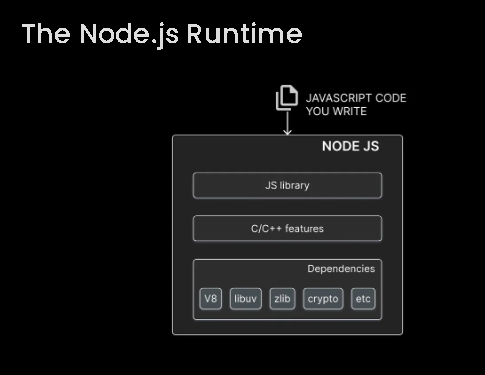 The Node.js Runtime
JAVASCRIPT CODE
YOU WRITE
NODE JS
JS library
C/C++ features
Dependencies
V8 libuv zlib crypto etc